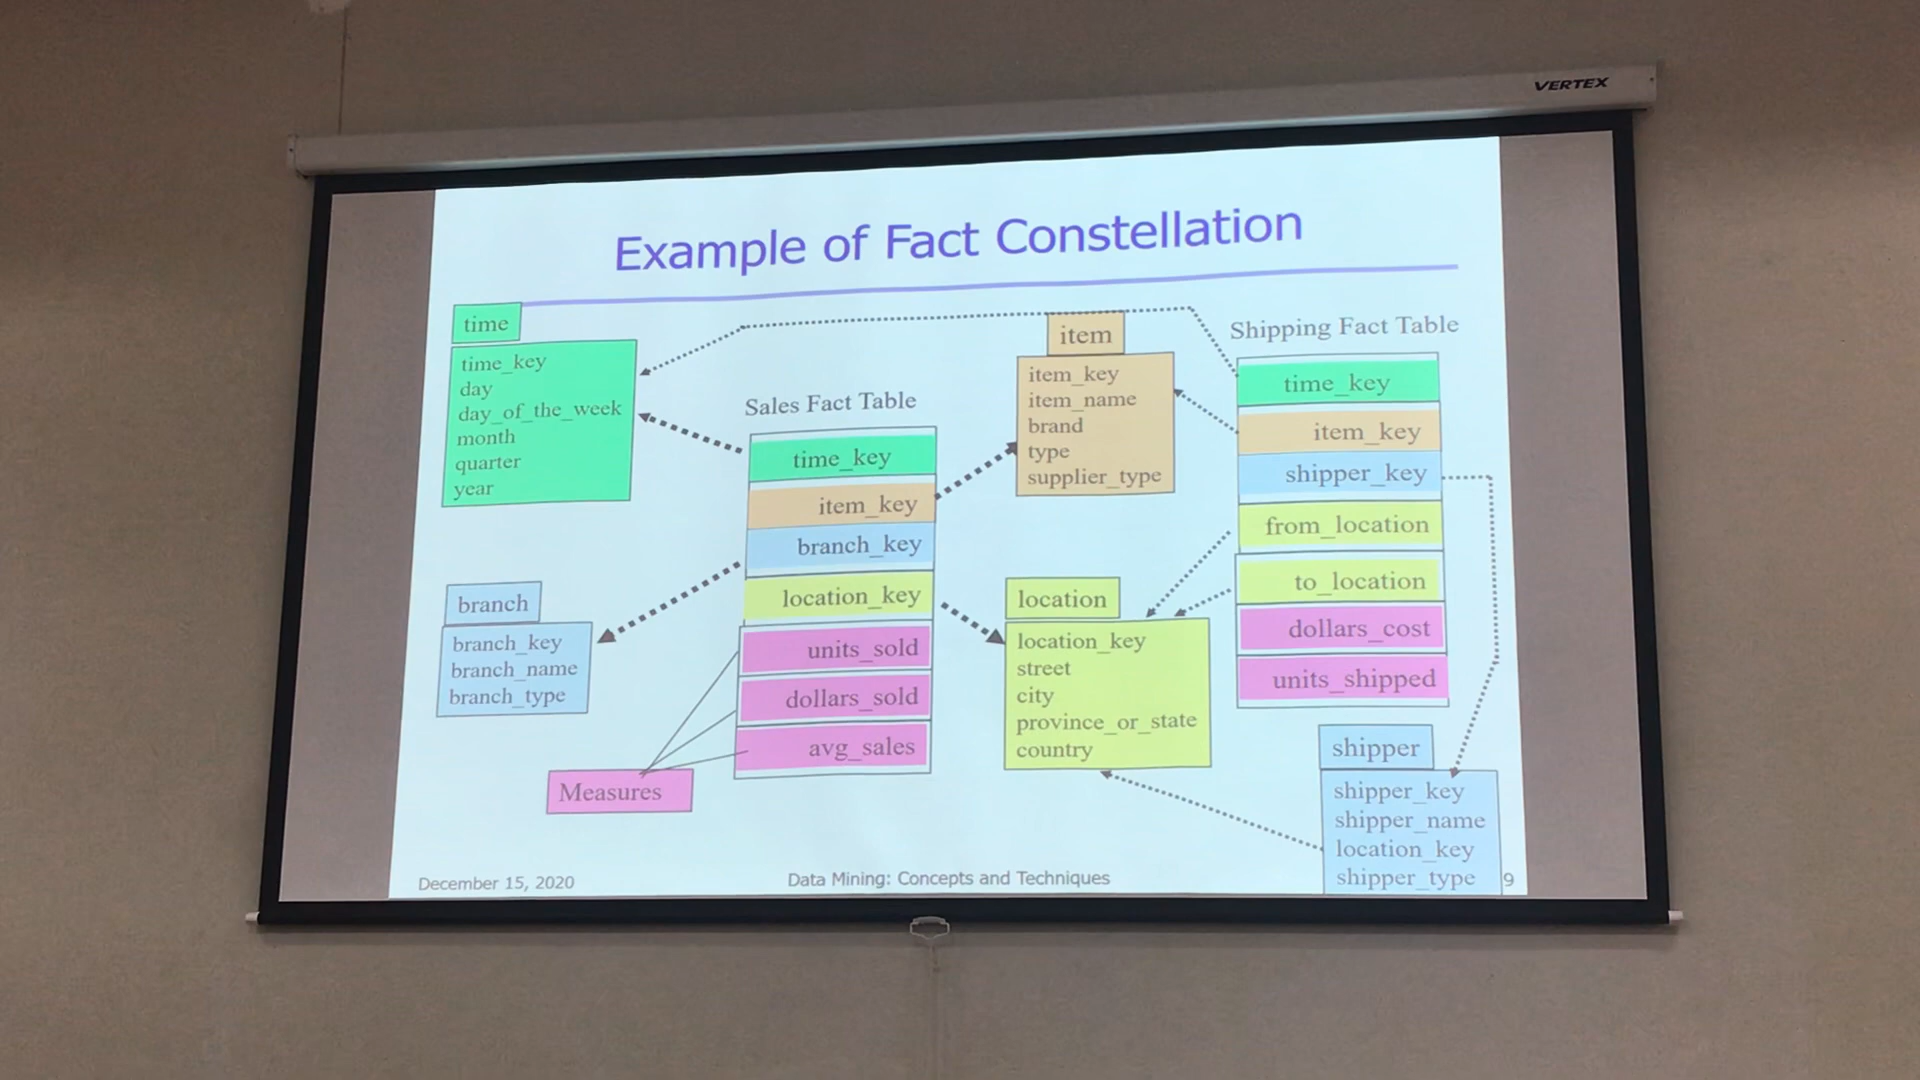 VERTEX
Example of Fact Constellation
time
time_key
day
day_of_the_week
month
quarter
year
Sales Fact Table
time_key
item_key
branch_key
location_key
units_sold
dollars_sold
avg_sales
Measures
branch
branch_key
branch_name
branch_type
item
item_key
item_name
brand
type
supplier_type
location
location_key
street
city
province_or_state
country
Shipping Fact Table
time_key
item_key
shipper_key
from_location
to_location
dollars_cost
units_shipped
shipper
shipper_key
shipper_name
location_key
shipper_type
December 15, 2020
Data Mining: Concepts and Techniques
9